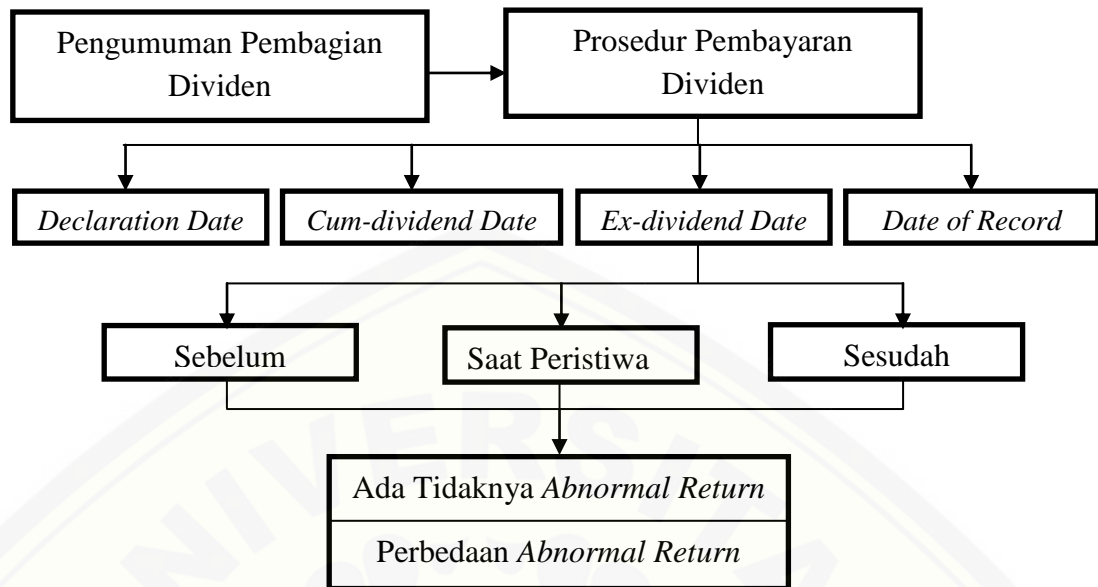 Pengumuman Pembagian
Dividen
Prosedur Pembayaran
Dividen
Declaration Date
Cum-dividend Date
Ex-dividend Date
Date of Record
Sebelum
Saat Peristiwa
Sesudah
Ada Tidaknya Abnormal Return
Perbedaan Abnormal Return